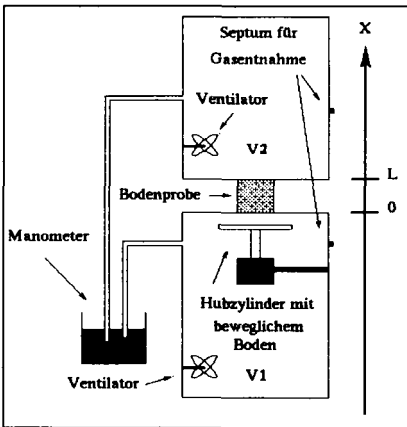 Septum für
Gasentnahme
X
Ventilator
V2
Bodenprobe
L
0
Manometer
Hubzylinder mit
beweglichem
Boden
Ventilator
V1